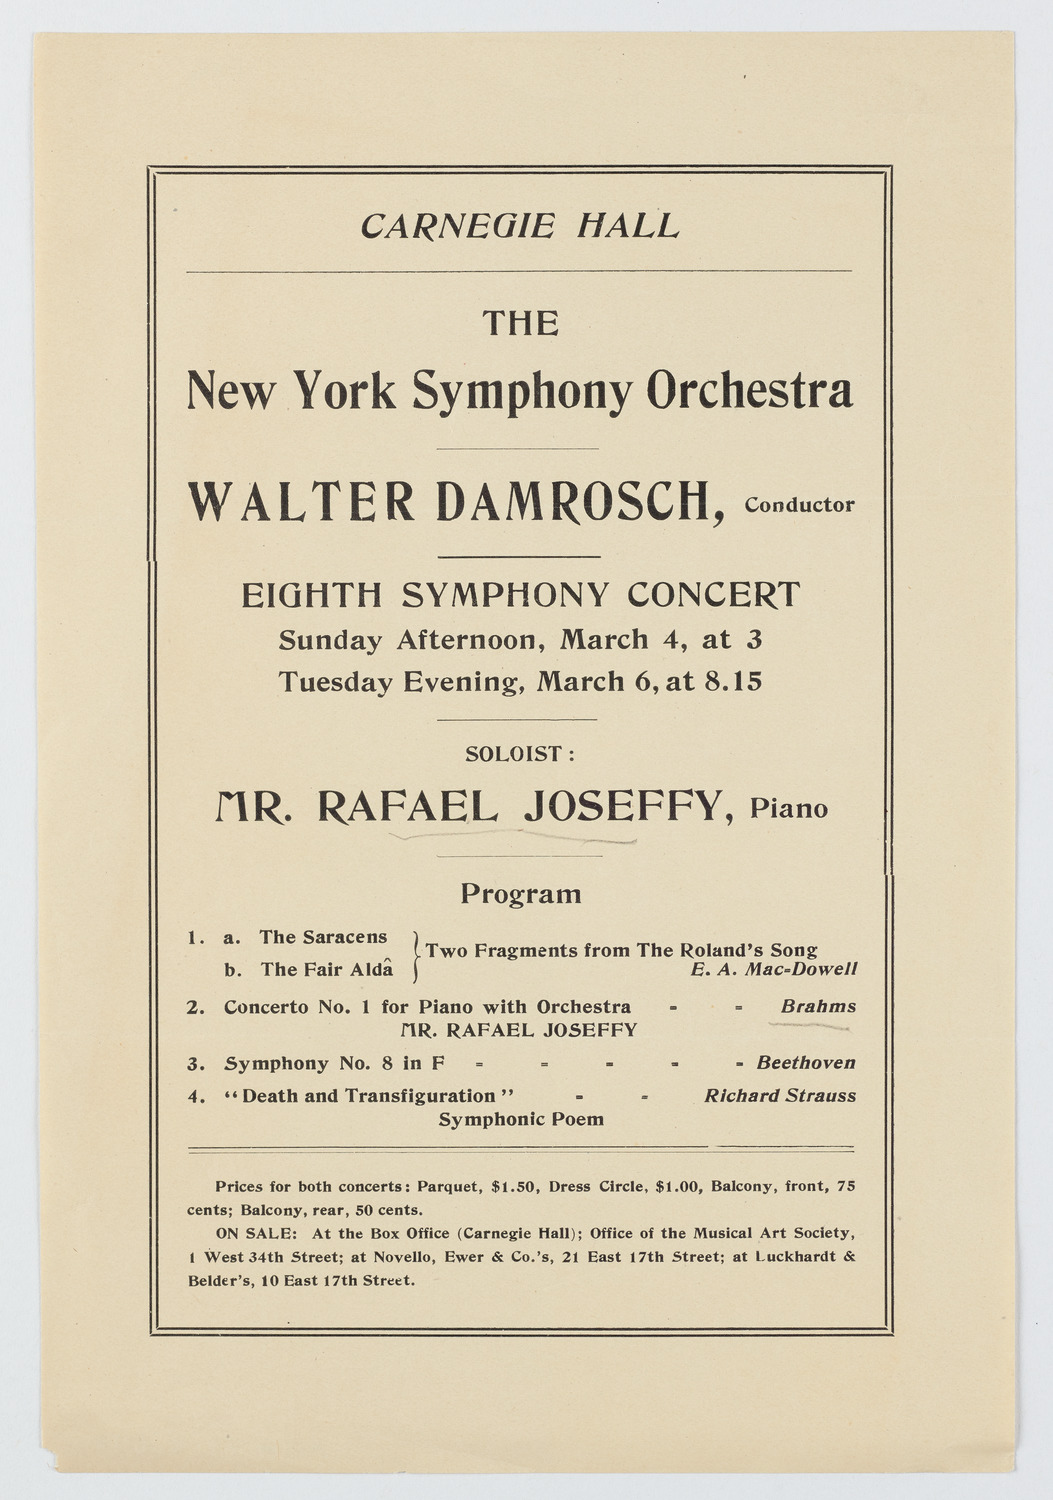 CARNEGIE HALL
THE
New York Symphony Orchestra
WALTER DAMROSCH, Conductor
EIGHTH SYMPHONY CONCERT
Sunday Afternoon, March 4, at 3
Tuesday Evening, March 6, at 8.15
SOLOIST :
MR. RAFAEL JOSEFFY, Piano
Program
1. a. The Saracens
b. The Fair Aldâ
} Two Fragments from The Roland's Song
E. A. Mac-Dowell
2. Concerto No. 1 for Piano with Orchestra - - Brahms
MR. RAFAEL JOSEFFY
3. Symphony No. 8 in F - - - - - Beethoven
4. “Death and Transfiguration” - - Richard Strauss
Symphonic Poem
Prices for both concerts: Parquet, $1.50, Dress Circle, $1.00, Balcony, front, 75
cents; Balcony, rear, 50 cents.
ON SALE: At the Box Office (Carnegie Hall); Office of the Musical Art Society,
1 West 34th Street; at Novello, Ewer & Co.'s, 21 East 17th Street; at Luckhardt &
Belder's, 10 East 17th Street.